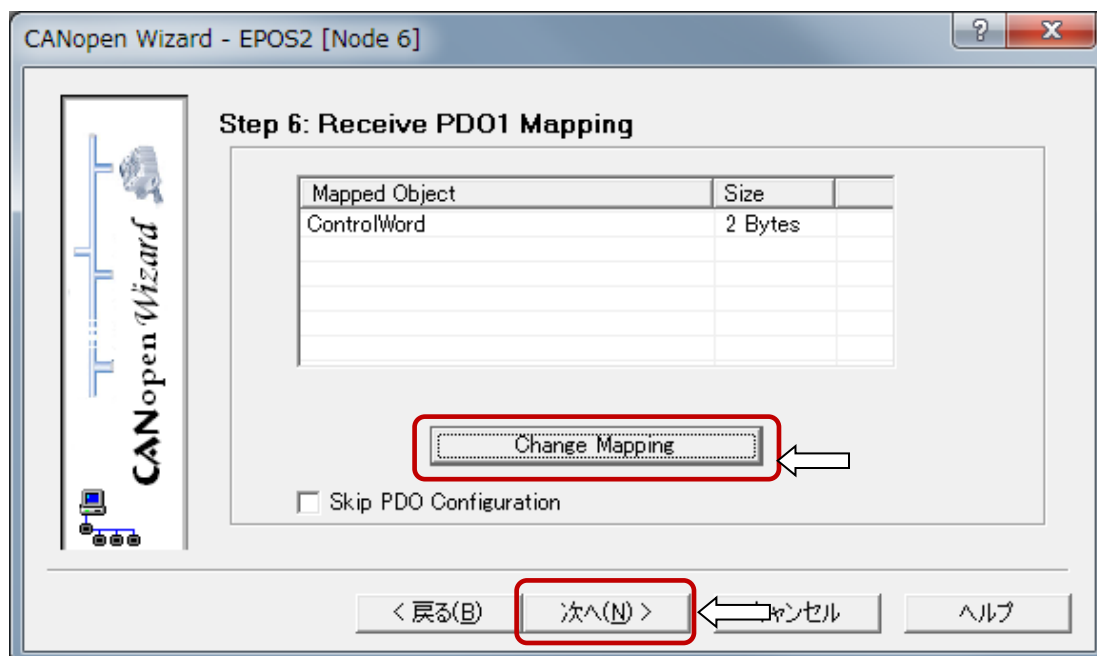 CANopen Wizard - EPOS2 [Node 6]
?
x
CANopen Wizard
Step 6: Receive PDO1 Mapping
Mapped Object Size
ControlWord 2 Bytes
Change Mapping
Skip PDO Configuration
< 戻る(B) 次へ(N) > ャンセル ヘルプ